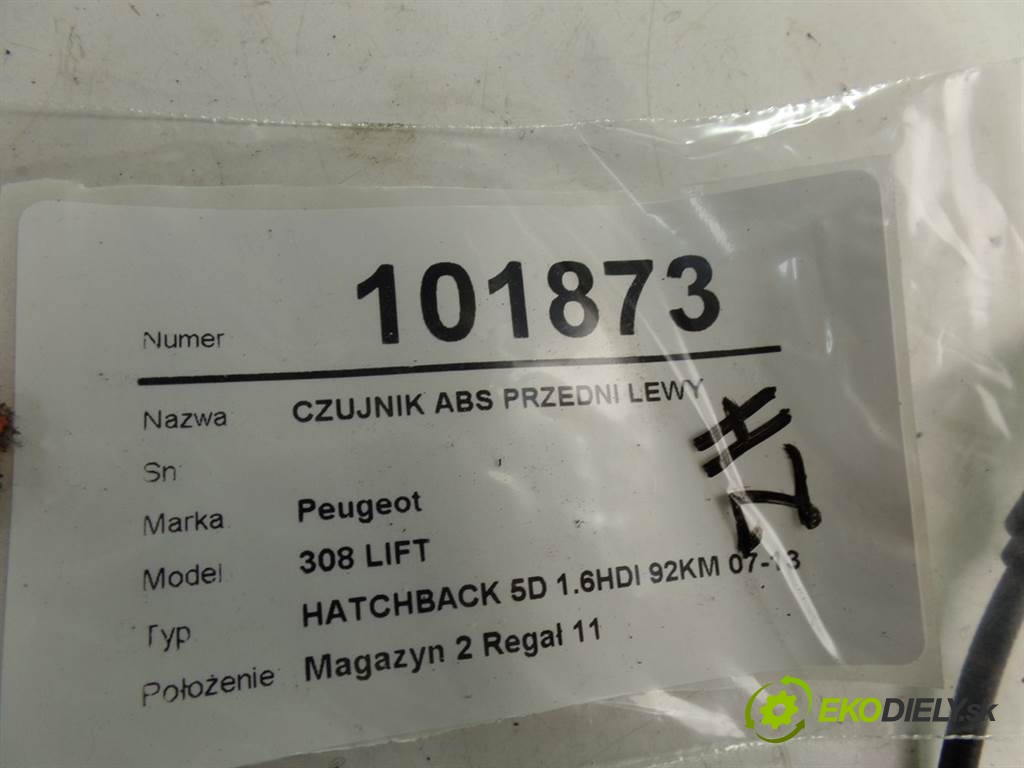 Numer 101873
Nazwa CZUJNIK ABS PRZEDNI LEWY
Sn
Marka Peugeot
Model 308 LIFT
Typ HATCHBACK 5D 1.6HDI 92KM 07-13
Położenie Magazyn 2 Regał 11
EKODIELY.sk